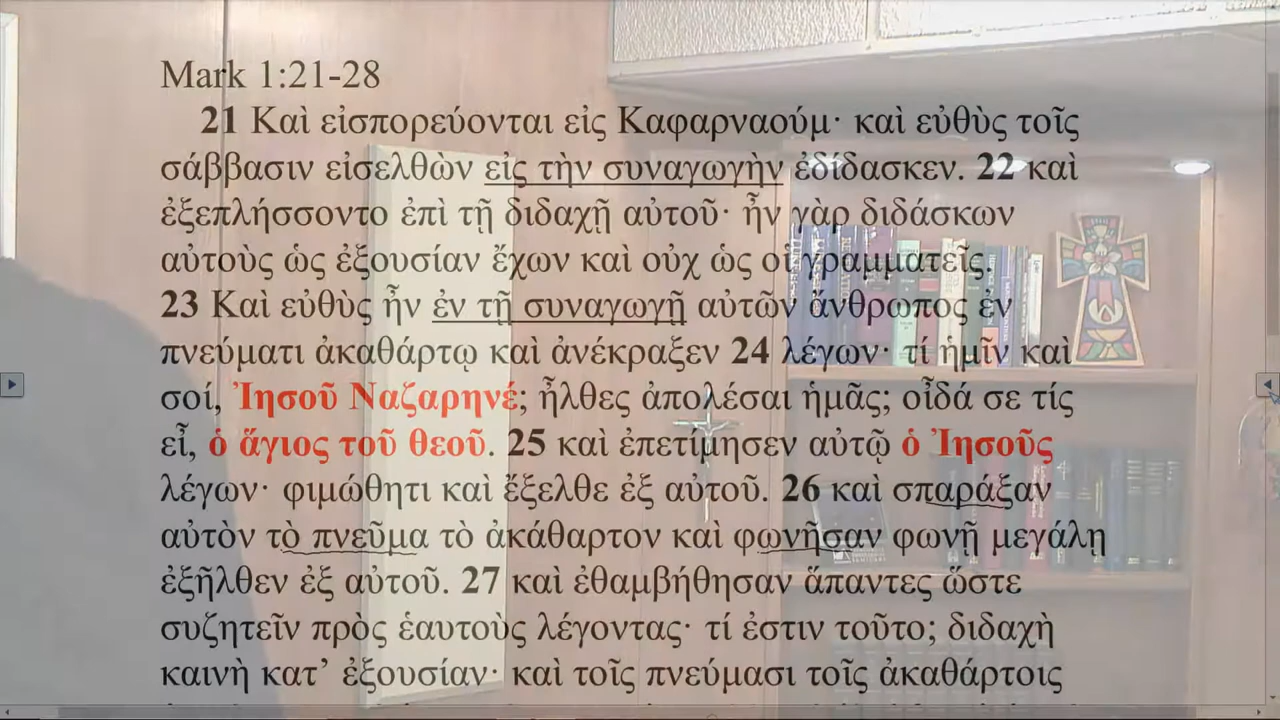 Mark 1:21-28
21 Καὶ εἰσπορεύονται εἰς Καφαρναούμ· καὶ εὐθὺς τοῖς
σάββασιν εἰσελθὼν εἰς τὴν συναγωγὴν ἐδίδασκεν. 22 καὶ
ἐξεπλήσσοντο ἐπὶ τῇ διδαχῇ αὐτοῦ· ἦν γὰρ διδάσκων
αὐτοὺς ὡς ἐξουσίαν ἔχων καὶ οὐχ ὡς οἱ γραμματεῖς.
23 Καὶ εὐθὺς ἦν ἐν τῇ συναγωγῇ αὐτῶν ἄνθρωπος ἐν
πνεύματι ἀκαθάρτῳ καὶ ἀνέκραξεν 24 λέγων· τί ἡμῖν καὶ
σοί, Ἰησοῦ Ναζαρηνέ; ἦλθες ἀπολέσαι ἡμᾶς; οἶδά σε τίς
εἶ, ὁ ἅγιος τοῦ θεοῦ. 25 καὶ ἐπετίμησεν αὐτῷ ὁ Ἰησοῦς
λέγων· φιμώθητι καὶ ἔξελθε ἐξ αὐτοῦ. 26 καὶ σπαράξαν
αὐτὸν τὸ πνεῦμα τὸ ἀκάθαρτον καὶ φωνῆσαν φωνῇ μεγάλῃ
ἐξῆλθεν ἐξ αὐτοῦ. 27 καὶ ἐθαμβήθησαν ἅπαντες ὥστε
συζητεῖν πρὸς ἑαυτοὺς λέγοντας· τί ἐστιν τοῦτο; διδαχὴ
καινὴ κατ’ ἐξουσίαν· καὶ τοῖς πνεύμασι τοῖς ἀκαθάρτοις